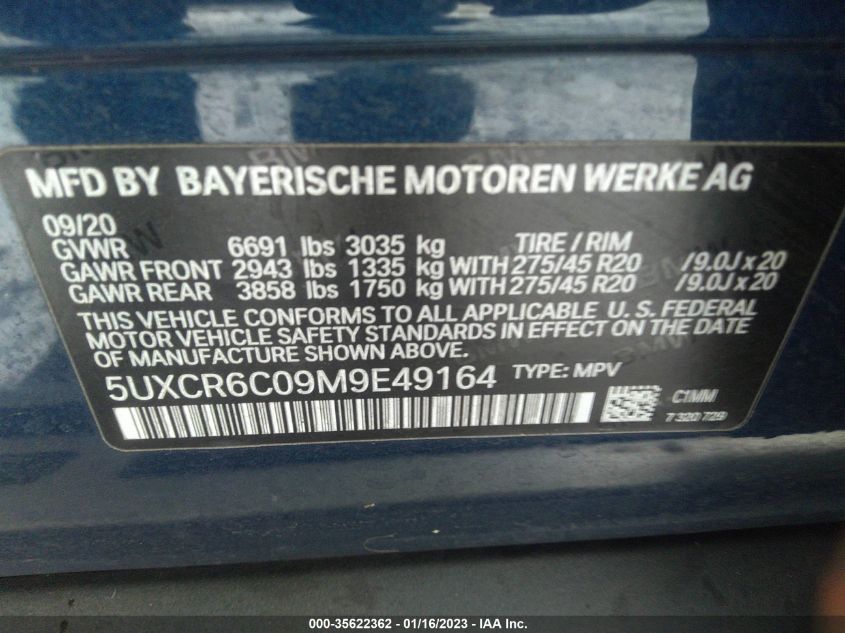 MFD BY BAYERISCHE MOTOREN WERKE AG
09/20
GVWR 6691 lbs 3035 kg TIRE / RIM
GAWR FRONT 2943 lbs 1335 kg WITH 275/45 R20 /9.0J x 20
GAWR REAR 3858 lbs 1750 kg WITH 275/45 R20 /9.0J x 20
THIS VEHICLE CONFORMS TO ALL APPLICABLE U. S. FEDERAL
MOTOR VEHICLE SAFETY STANDARDS IN EFFECT ON THE DATE
OF MANUFACTURE SHOWN ABOVE.
5UXCR6C09M9E49164 TYPE: MPV
C1MM
7 320 729
000-35622362 - 01/16/2023 - IAA Inc.